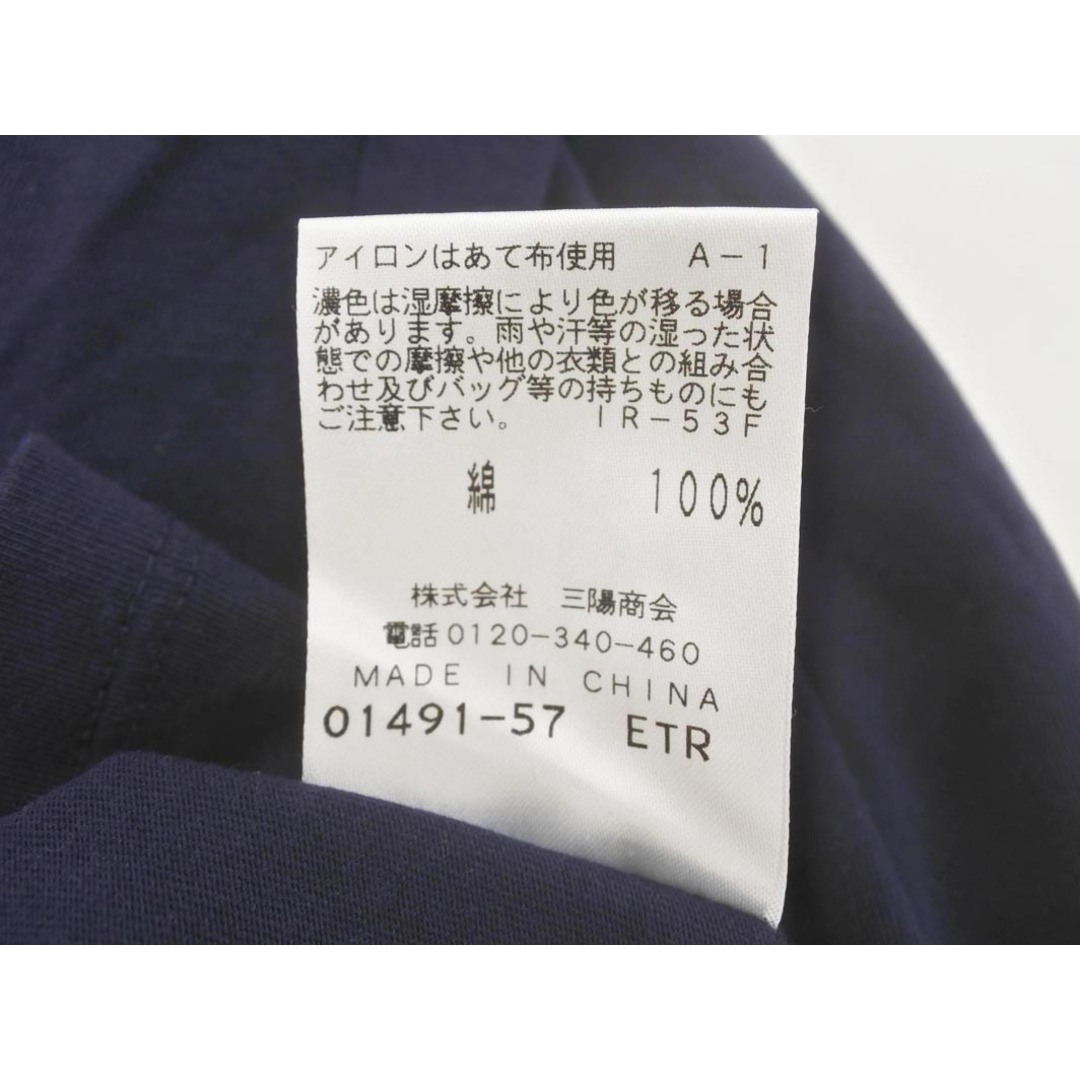 アイロンはあて布使用 A-1
濃色は湿摩擦により色が移る場合
があります。雨や汗等の湿った状
態での摩擦や他の衣類との組み合
わせ及びバッグ等の持ちものにも
ご注意下さい。 IR-53F
綿 100%
株式会社 三陽商会
電話0120-340-460
MADE IN CHINA
01491-57 ETR